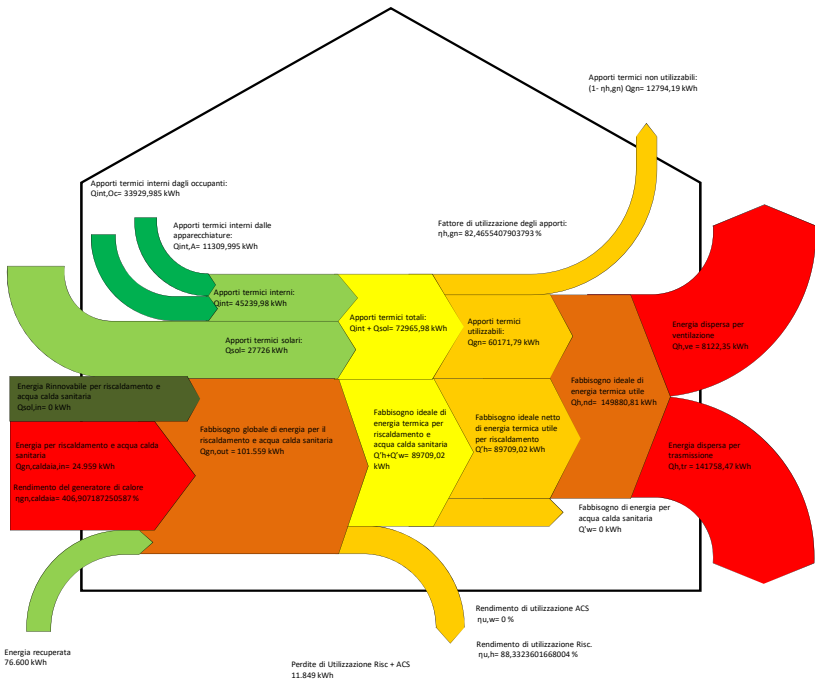 Apporti termici non utilizzabili:
(1- ηh,gn) Qgn= 12794,19 kWh
Apporti termici interni dagli occupanti:
Qint,Oc= 33929,985 kWh
Apporti termici interni dalle
apparecchiature:
Qint,A= 11309,995 kWh
Fattore di utilizzazione degli apporti:
ηh,gn= 82,4655407903793 %
Apporti termici interni:
Qint= 45239,98 kWh
Apporti termici solari:
Qsol= 27726 kWh
Apporti termici totali:
Qint + Qsol= 72965,98 kWh
Apporti termici
utilizzabili:
Qgn= 60171,79 kWh
Energia dispersa per
ventilazione
Qh,ve = 8122,35 kWh
Energia Rinnovabile per riscaldamento e
acqua calda sanitaria
Qsol,in= 0 kWh
Fabbisogno ideale di
energia termica utile
Qh,nd= 149880,81 kWh
Fabbisogno globale di energia per il
riscaldamento e acqua calda sanitaria
Qgn,out = 101.559 kWh
Fabbisogno ideale di
energia termica per
riscaldamento e
acqua calda sanitaria
Q'h+Q'w= 89709,02
kWh
Fabbisogno ideale netto
di energia termica utile
per riscaldamento
Q'h= 89709,02 kWh
Energia per riscaldamento e acqua calda
sanitaria
Qgn,caldaia,in= 24.959 kWh
Rendimento del generatore di calore
ηgn,caldaia= 406,907187250587 %
Energia dispersa per
trasmissione
Qh,tr = 141758,47 kWh
Fabbisogno di energia per
acqua calda sanitaria
Q'w= 0 kWh
Rendimento di utilizzazione ACS
ηu,w= 0 %
Rendimento di utilizzazione Risc.
ηu,h= 88,3323601668004 %
Energia recuperata
76.600 kWh
Perdite di Utilizzazione Risc + ACS
11.849 kWh